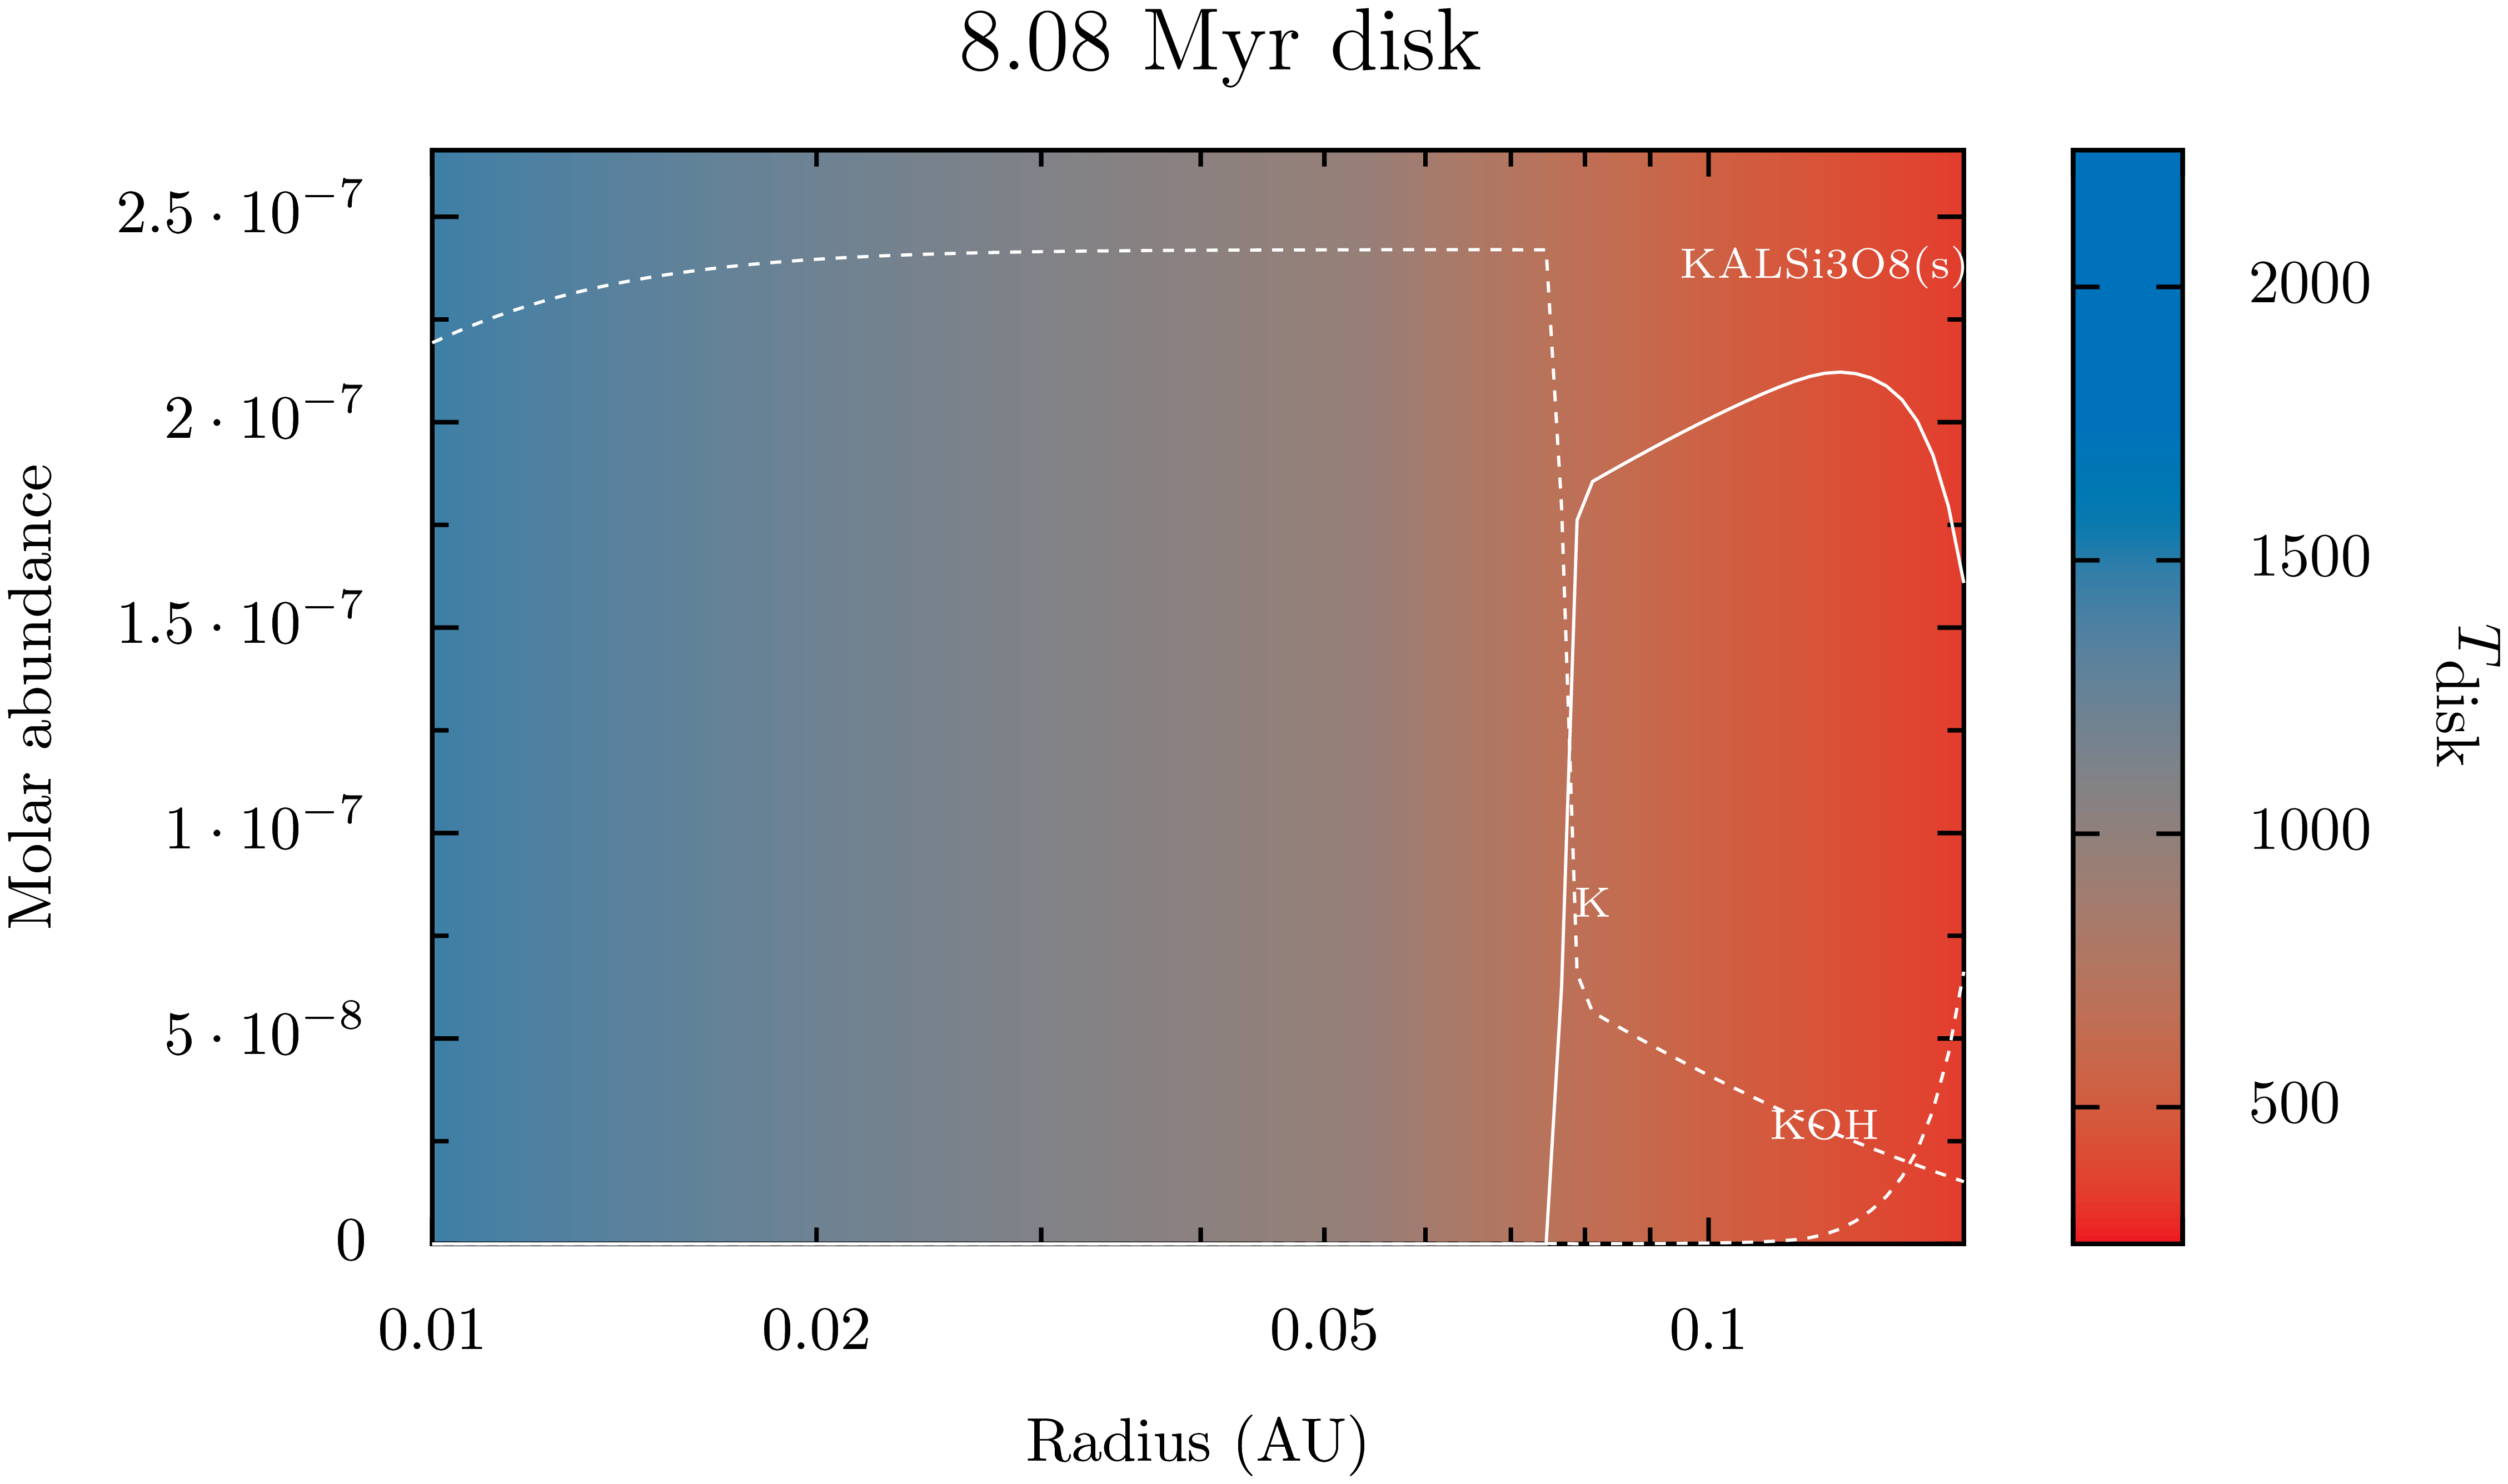 8.08 Myr disk
2.5 · 10⁻⁷
2 · 10⁻⁷
1.5 · 10⁻⁷
1 · 10⁻⁷
5 · 10⁻⁸
0
Molar abundance
0.01
0.02
0.05
0.1
Radius (AU)
KALSi3O8(s)
K
KOH
2000
1500
1000
500
T_disk